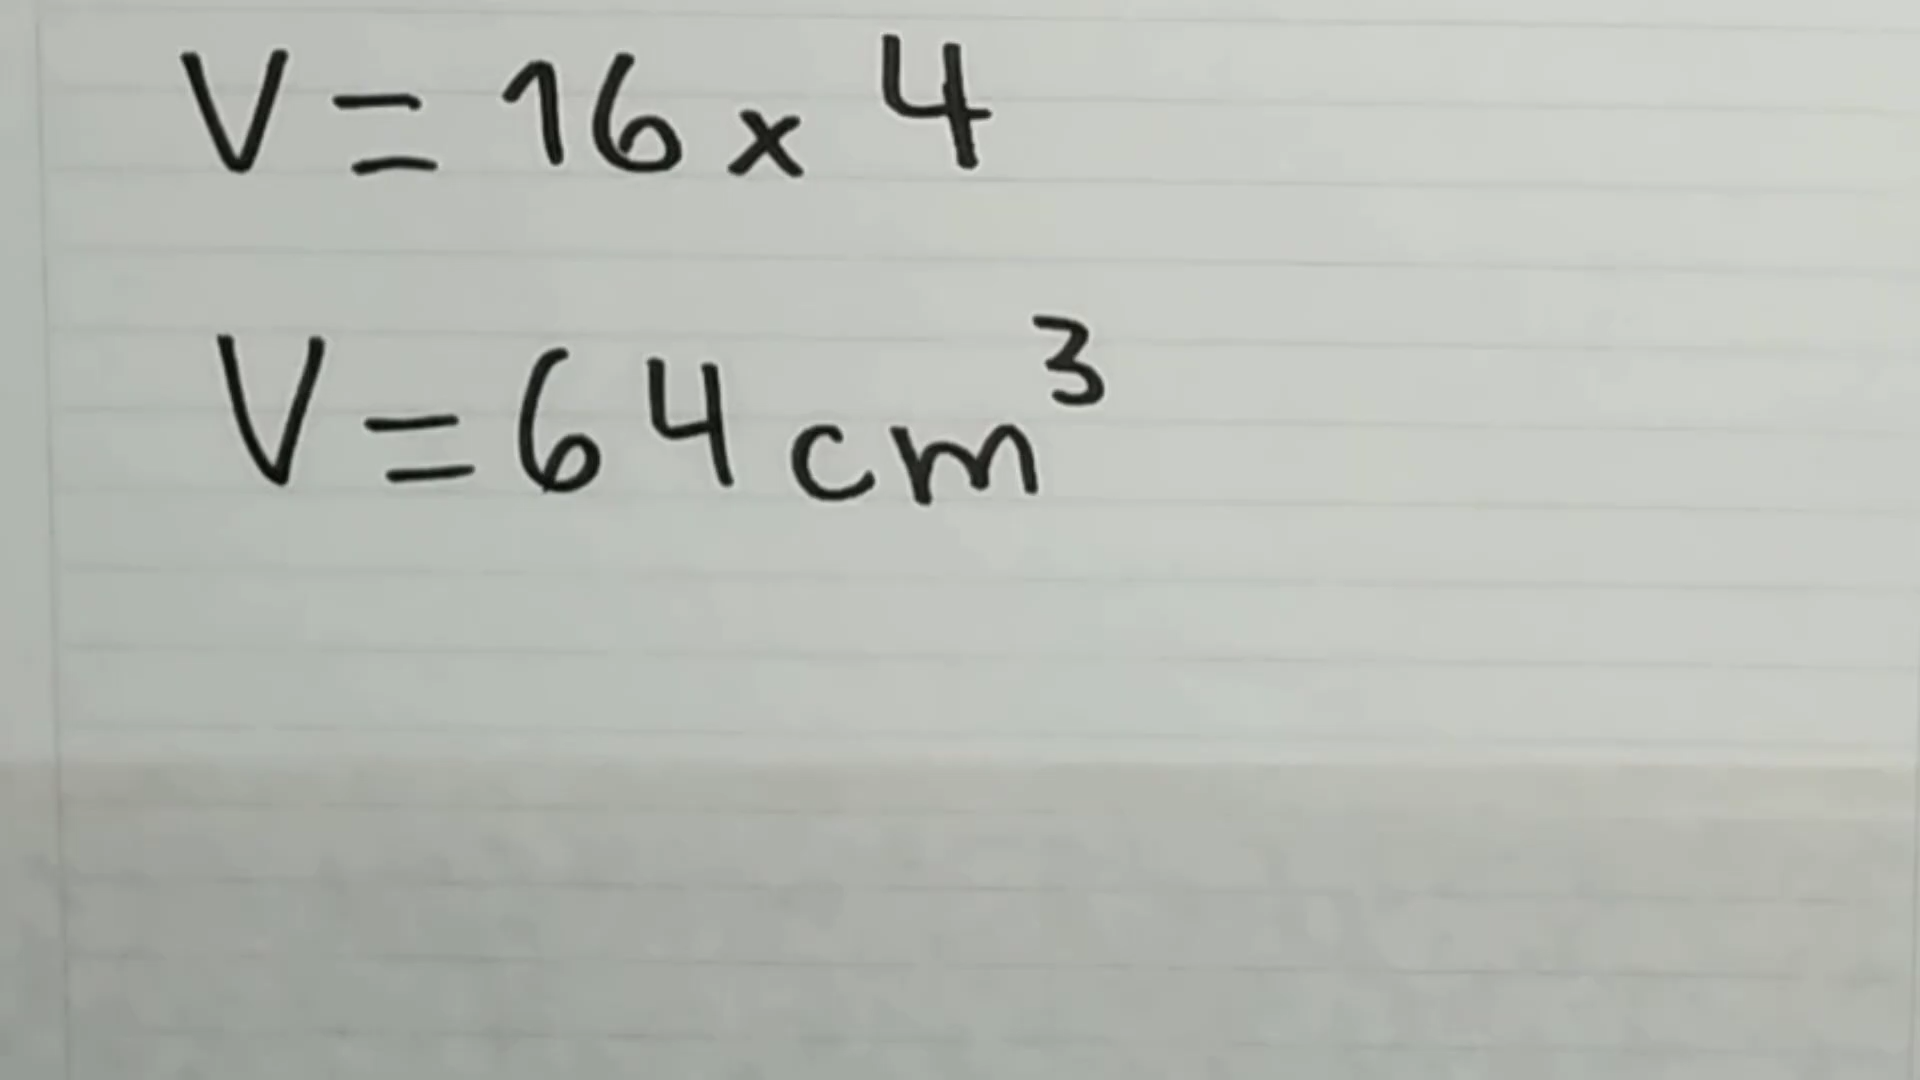 V = 16 x 4
V = 64 cm³